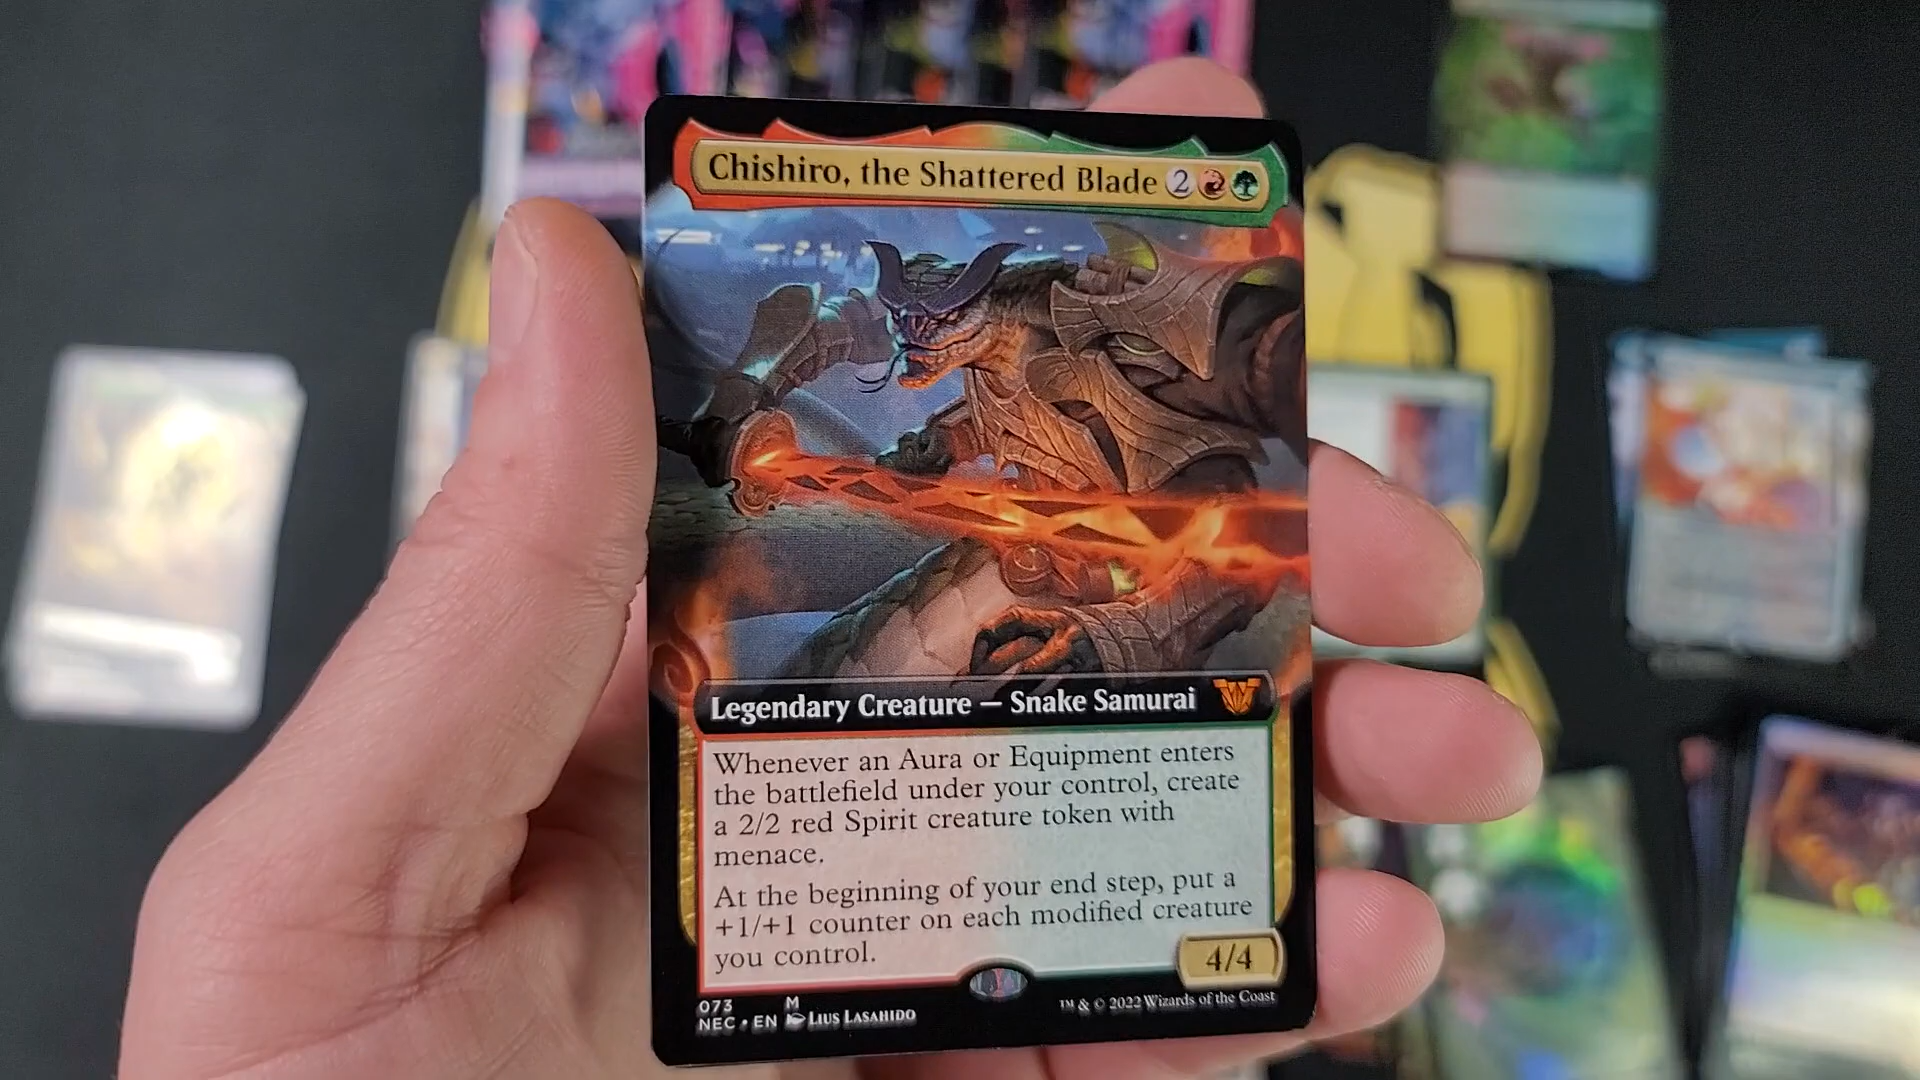 Chishiro, the Shattered Blade 2
Legendary Creature — Snake Samurai
Whenever an Aura or Equipment enters
the battlefield under your control, create
a 2/2 red Spirit creature token with
menace.
At the beginning of your end step, put a
+1/+1 counter on each modified creature
you control.
4/4
073 M
NEC • EN Lius Lasahido
™ & © 2022 Wizards of the Coast